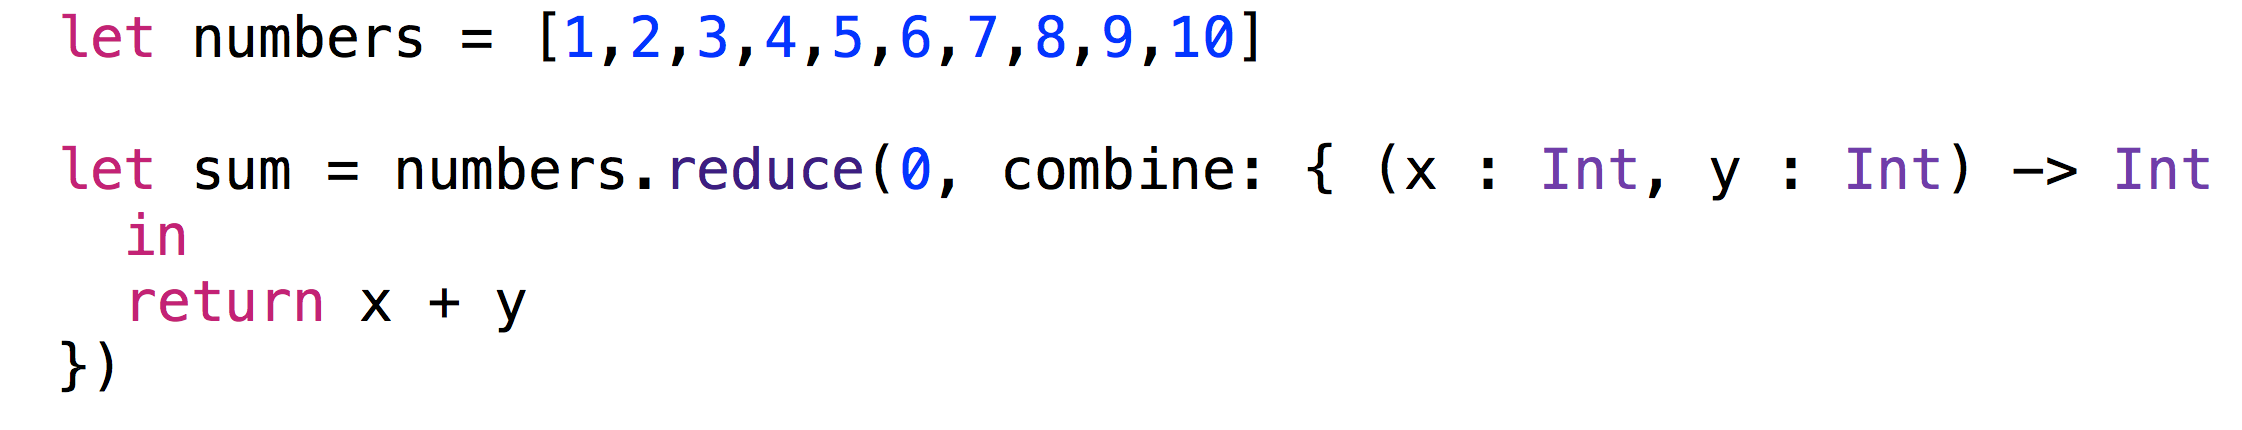 let numbers = [1,2,3,4,5,6,7,8,9,10]
let sum = numbers.reduce(0, combine: { (x : Int, y : Int) -> Int
  in
  return x + y
})